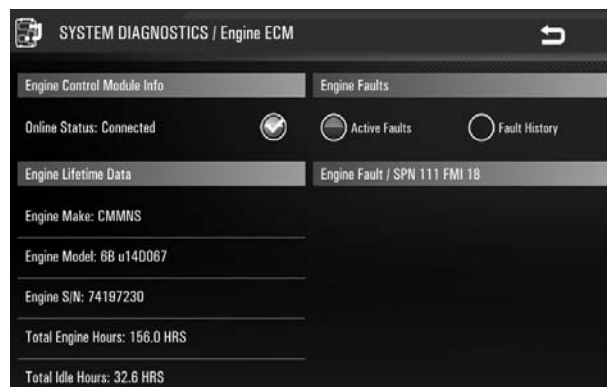 SYSTEM DIAGNOSTICS / Engine ECM
Engine Control Module Info
Online Status: Connected
Engine Lifetime Data
Engine Make: CMMNS
Engine Model: 6B u14D067
Engine S/N: 74197230
Total Engine Hours: 156.0 HRS
Total Idle Hours: 32.6 HRS
Engine Faults
Active Faults
Fault History
Engine Fault / SPN 111 FMI 18